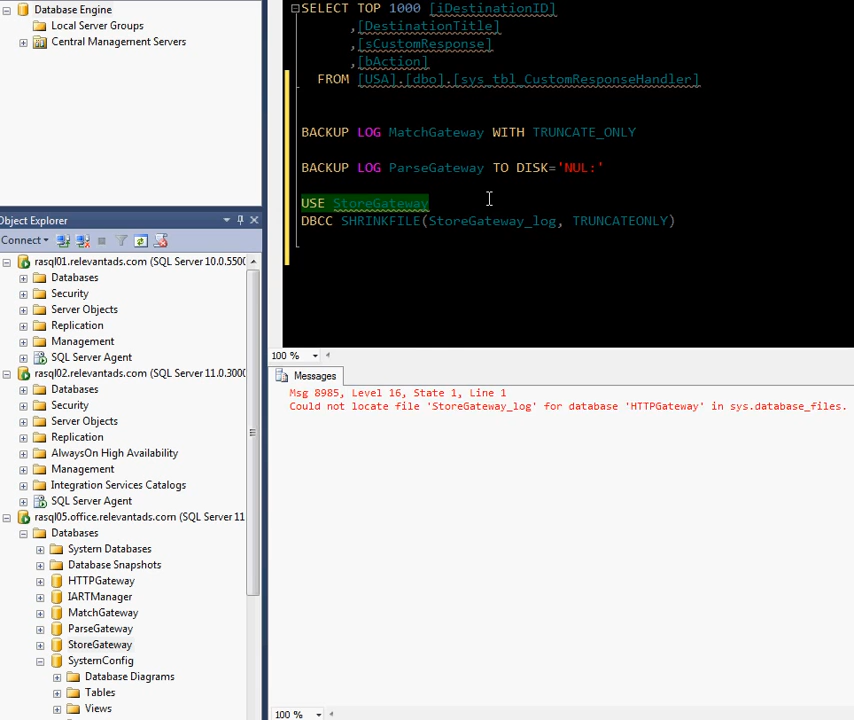 Database Engine
Local Server Groups
Central Management Servers
SELECT TOP 1000 [iDestinationID]
,[DestinationTitle]
,[sCustomResponse]
,[bAction]
FROM [USA].[dbo].[sys_tbl_CustomResponseHandler]
BACKUP LOG MatchGateway WITH TRUNCATE_ONLY
BACKUP LOG ParseGateway TO DISK='NUL:'
USE StoreGateway
DBCC SHRINKFILE(StoreGateway_log, TRUNCATEONLY)
Object Explorer
Connect
rasql01.relevantads.com (SQL Server 10.0.5500
Databases
Security
Server Objects
Replication
Management
SQL Server Agent
rasql02.relevantads.com (SQL Server 11.0.3000
Databases
Security
Server Objects
Replication
AlwaysOn High Availability
Management
Integration Services Catalogs
SQL Server Agent
rasql05.office.relevantads.com (SQL Server 11
Databases
System Databases
Database Snapshots
HTTPGateway
IARTManager
MatchGateway
ParseGateway
StoreGateway
SystemConfig
Database Diagrams
Tables
Views
100 %
Messages
Msg 8985, Level 16, State 1, Line 1
Could not locate file 'StoreGateway_log' for database 'HTTPGateway' in sys.database_files.
100 %